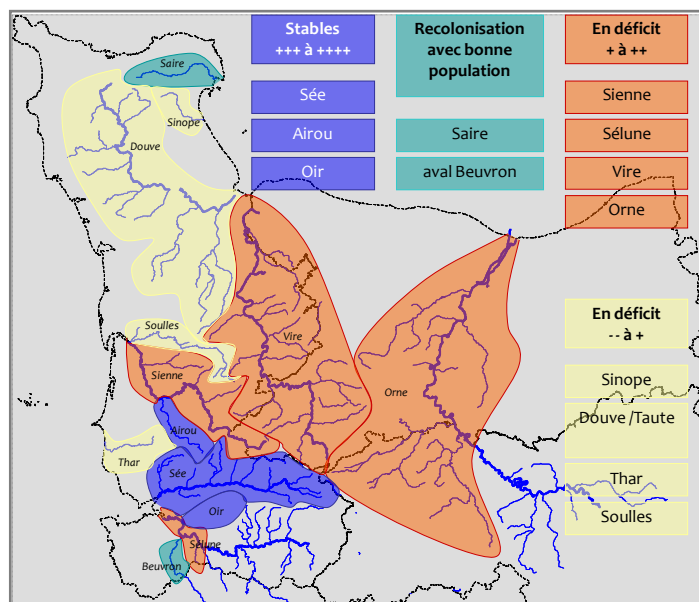 Stables
+++ à ++++
Sée
Airou
Oir
Recolonisation
avec bonne
population
Saire
aval Beuvron
En déficit
+ à ++
Sienne
Sélune
Vire
Orne
En déficit
-- à +
Sinope
Douve /Taute
Thar
Soulles
Saire
Sinope
Douve
Soulles
Vire
Sienne
Orne
Airou
Thar
Sée
Oir
Sélune
Beuvron